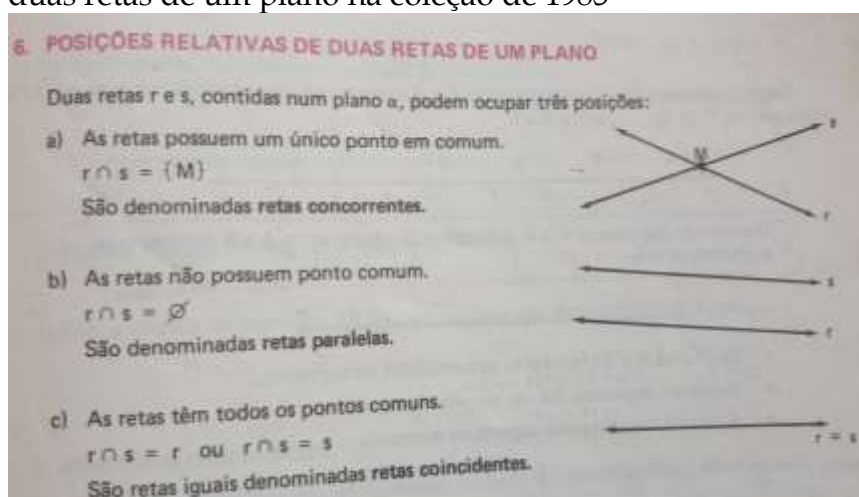 duas retas de um plano na coleção de 1985
6. POSIÇÕES RELATIVAS DE DUAS RETAS DE UM PLANO
Duas retas r e s, contidas num plano α, podem ocupar três posições:
a) As retas possuem um único ponto em comum.
r ∩ s = {M}
São denominadas retas concorrentes.
M
s
r
b) As retas não possuem ponto comum.
r ∩ s = Ø
São denominadas retas paralelas.
s
r
c) As retas têm todos os pontos comuns.
r ∩ s = r ou r ∩ s = s
São retas iguais denominadas retas coincidentes.
r = s